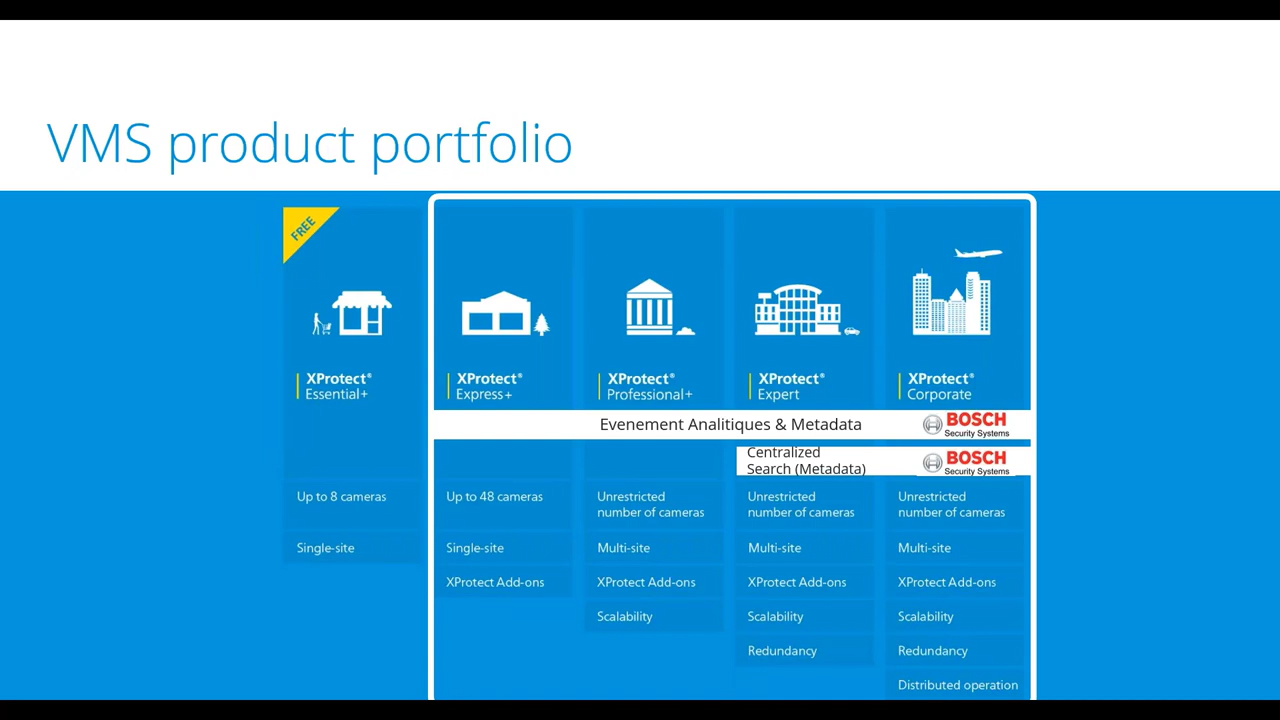 VMS product portfolio
FREE
XProtect®
Essential+
XProtect®
Express+
XProtect®
Professional+
XProtect®
Expert
XProtect®
Corporate
Evenement Analitiques & Metadata
BOSCH
Security Systems
Centralized
Search (Metadata)
BOSCH
Security Systems
Up to 8 cameras
Single-site
Up to 48 cameras
Single-site
XProtect Add-ons
Unrestricted
number of cameras
Multi-site
XProtect Add-ons
Scalability
Unrestricted
number of cameras
Multi-site
XProtect Add-ons
Scalability
Redundancy
Unrestricted
number of cameras
Multi-site
XProtect Add-ons
Scalability
Redundancy
Distributed operation